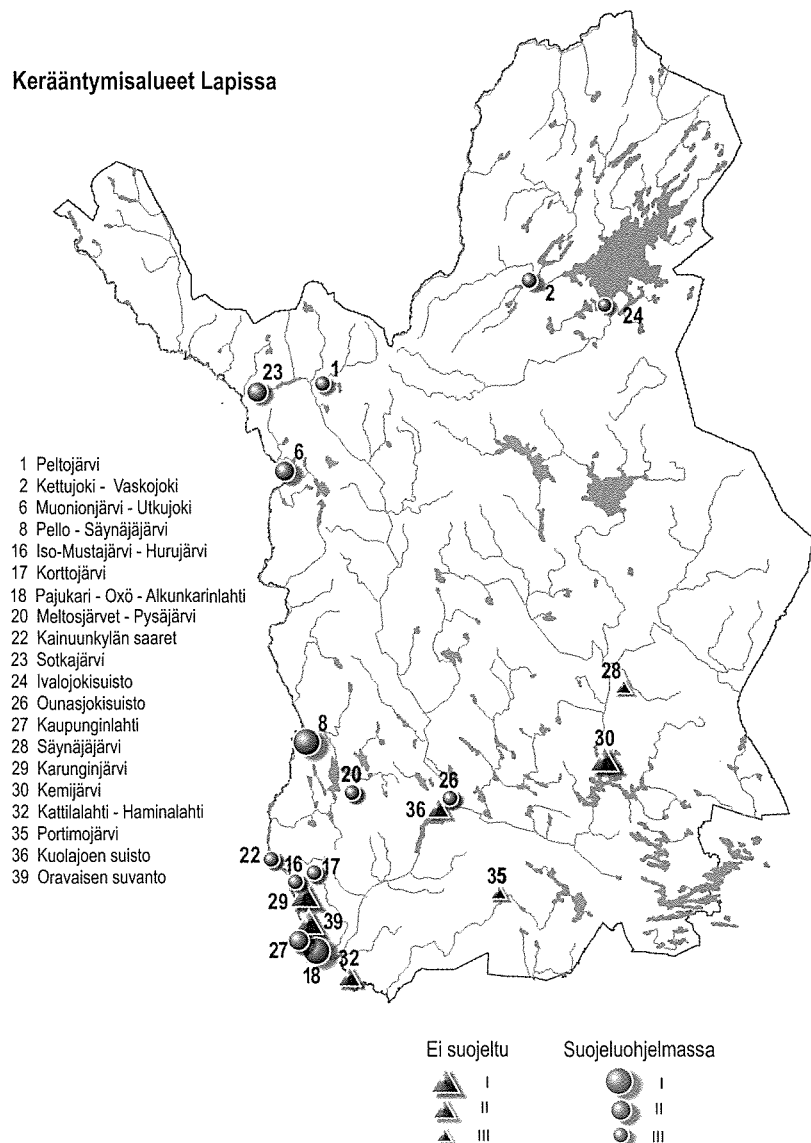 Kerääntymisalueet Lapissa
2
24
23
1
6
1 Peltojärvi
2 Kettujoki - Vaskojoki
6 Muonionjärvi - Utkujoki
8 Pello - Säynäjäjärvi
16 Iso-Mustajärvi - Hurujärvi
17 Korttojärvi
18 Pajukari - Oxö - Alkunkarinlahti
20 Meltosjärvet - Pysäjärvi
22 Kainuunkylän saaret
23 Sotkajärvi
24 Ivalojokisuisto
26 Ounasjokisuisto
27 Kaupunginlahti
28 Säynäjäjärvi
29 Karunginjärvi
30 Kemijärvi
32 Kattilalahti - Haminalahti
35 Portimojärvi
36 Kuolajoen suisto
39 Oravaisen suvanto
28
8
30
20
26
36
22
16
17
35
29
39
27
18
32
Ei suojeltu Suojeluohjelmassa
I I
II II
III III